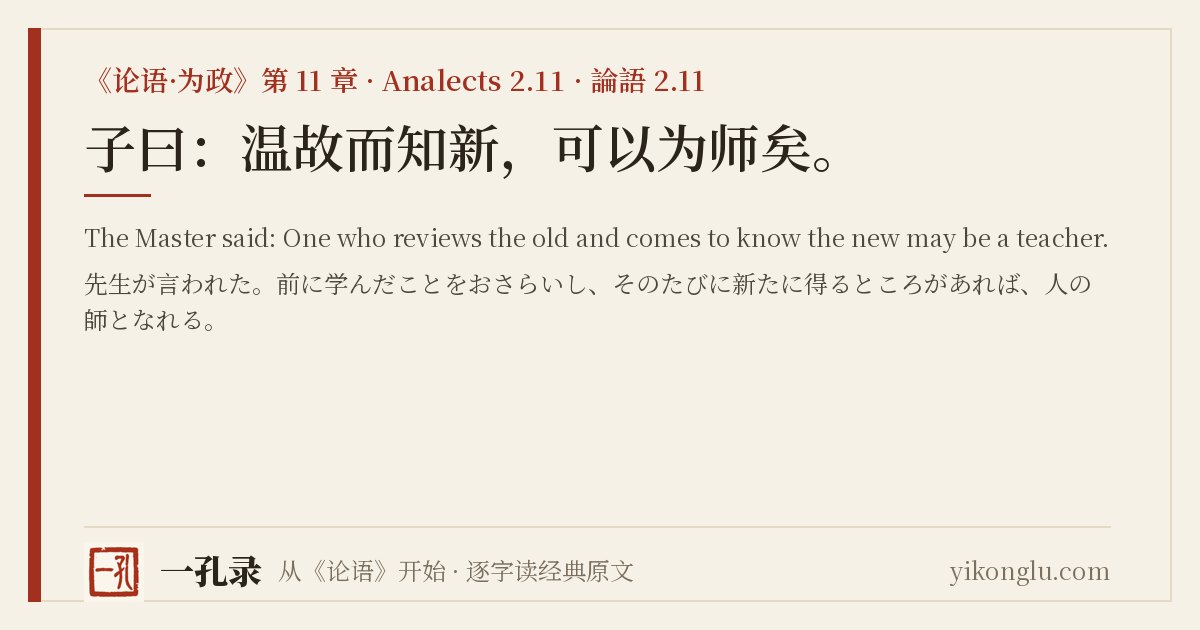 《论语·为政》第 11 章 · Analects 2.11 · 論語 2.11
子曰：温故而知新，可以为师矣。
The Master said: One who reviews the old and comes to know the new may be a teacher.
先生が言われた。前に学んだことをおさらいし、そのたびに新たに得るところがあれば、人の
師となれる。
一孔
一孔录 从《论语》开始 · 逐字读经典原文 yikonglu.com